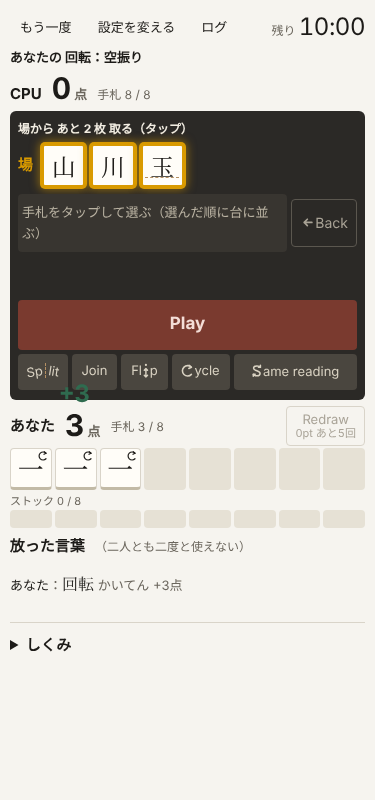 もう一度 設定を変える ログ 残り 10:00
あなたの 回転：空振り
CPU 0点 手札 8 / 8
場から あと 2 枚 取る（タップ）
場 山 川 玉
手札をタップして選ぶ（選んだ順に台に並ぶ）
←Back
Play
Split Join Flip Cycle Same reading
+3
あなた 3点 手札 3 / 8
Redraw
0pt あと5回
一 一 一
ストック 0 / 8
放った言葉 （二人とも二度と使えない）
あなた：回転 かいてん +3点
▶ しくみ